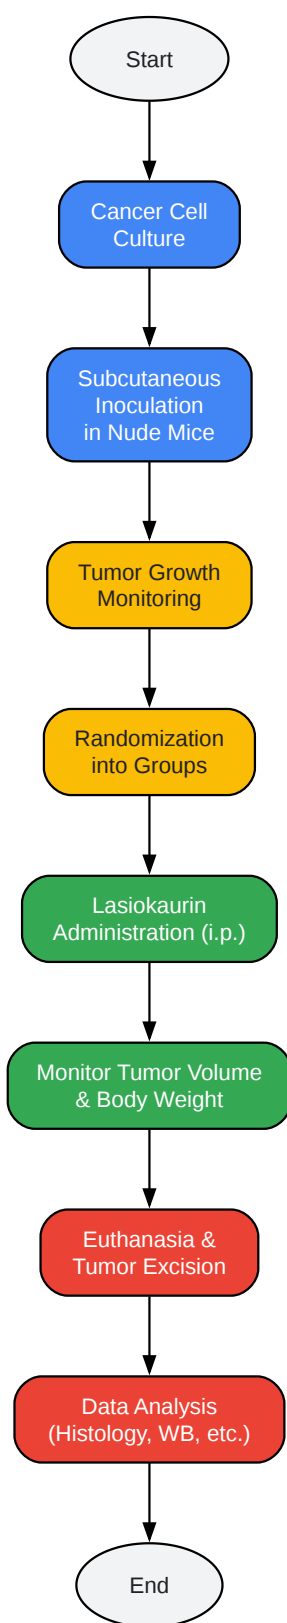 Start
Cancer Cell
Culture
Subcutaneous
Inoculation
in Nude Mice
Tumor Growth
Monitoring
Randomization
into Groups
Lasiokaurin
Administration (i.p.)
Monitor Tumor Volume
& Body Weight
Euthanasia &
Tumor Excision
Data Analysis
(Histology, WB, etc.)
End